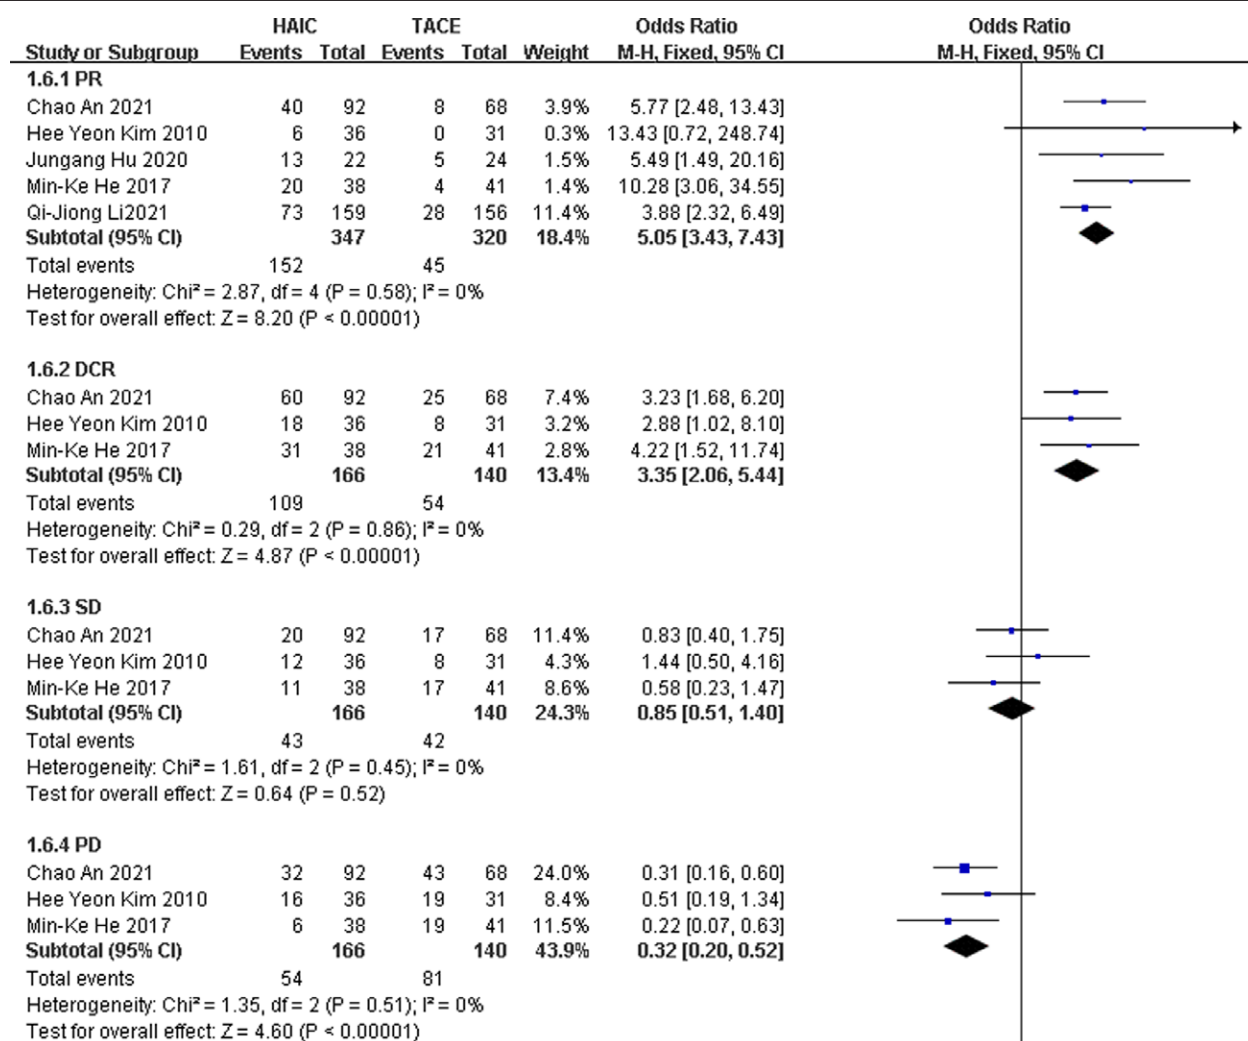 HAIC TACE Odds Ratio Odds Ratio
Study or Subgroup Events Total Events Total Weight M-H, Fixed, 95% CI M-H, Fixed, 95% CI
1.6.1 PR
Chao An 2021 40 92 8 68 3.9% 5.77 [2.48, 13.43]
Hee Yeon Kim 2010 6 36 0 31 0.3% 13.43 [0.72, 248.74]
Jungang Hu 2020 13 22 5 24 1.5% 5.49 [1.49, 20.16]
Min-Ke He 2017 20 38 4 41 1.4% 10.28 [3.06, 34.55]
Qi-Jiong Li2021 73 159 28 156 11.4% 3.88 [2.32, 6.49]
Subtotal (95% CI) 347 320 18.4% 5.05 [3.43, 7.43]
Total events 152 45
Heterogeneity: Chi² = 2.87, df = 4 (P = 0.58); I² = 0%
Test for overall effect: Z = 8.20 (P < 0.00001)
1.6.2 DCR
Chao An 2021 60 92 25 68 7.4% 3.23 [1.68, 6.20]
Hee Yeon Kim 2010 18 36 8 31 3.2% 2.88 [1.02, 8.10]
Min-Ke He 2017 31 38 21 41 2.8% 4.22 [1.52, 11.74]
Subtotal (95% CI) 166 140 13.4% 3.35 [2.06, 5.44]
Total events 109 54
Heterogeneity: Chi² = 0.29, df = 2 (P = 0.86); I² = 0%
Test for overall effect: Z = 4.87 (P < 0.00001)
1.6.3 SD
Chao An 2021 20 92 17 68 11.4% 0.83 [0.40, 1.75]
Hee Yeon Kim 2010 12 36 8 31 4.3% 1.44 [0.50, 4.16]
Min-Ke He 2017 11 38 17 41 8.6% 0.58 [0.23, 1.47]
Subtotal (95% CI) 166 140 24.3% 0.85 [0.51, 1.40]
Total events 43 42
Heterogeneity: Chi² = 1.61, df = 2 (P = 0.45); I² = 0%
Test for overall effect: Z = 0.64 (P = 0.52)
1.6.4 PD
Chao An 2021 32 92 43 68 24.0% 0.31 [0.16, 0.60]
Hee Yeon Kim 2010 16 36 19 31 8.4% 0.51 [0.19, 1.34]
Min-Ke He 2017 6 38 19 41 11.5% 0.22 [0.07, 0.63]
Subtotal (95% CI) 166 140 43.9% 0.32 [0.20, 0.52]
Total events 54 81
Heterogeneity: Chi² = 1.35, df = 2 (P = 0.51); I² = 0%
Test for overall effect: Z = 4.60 (P < 0.00001)